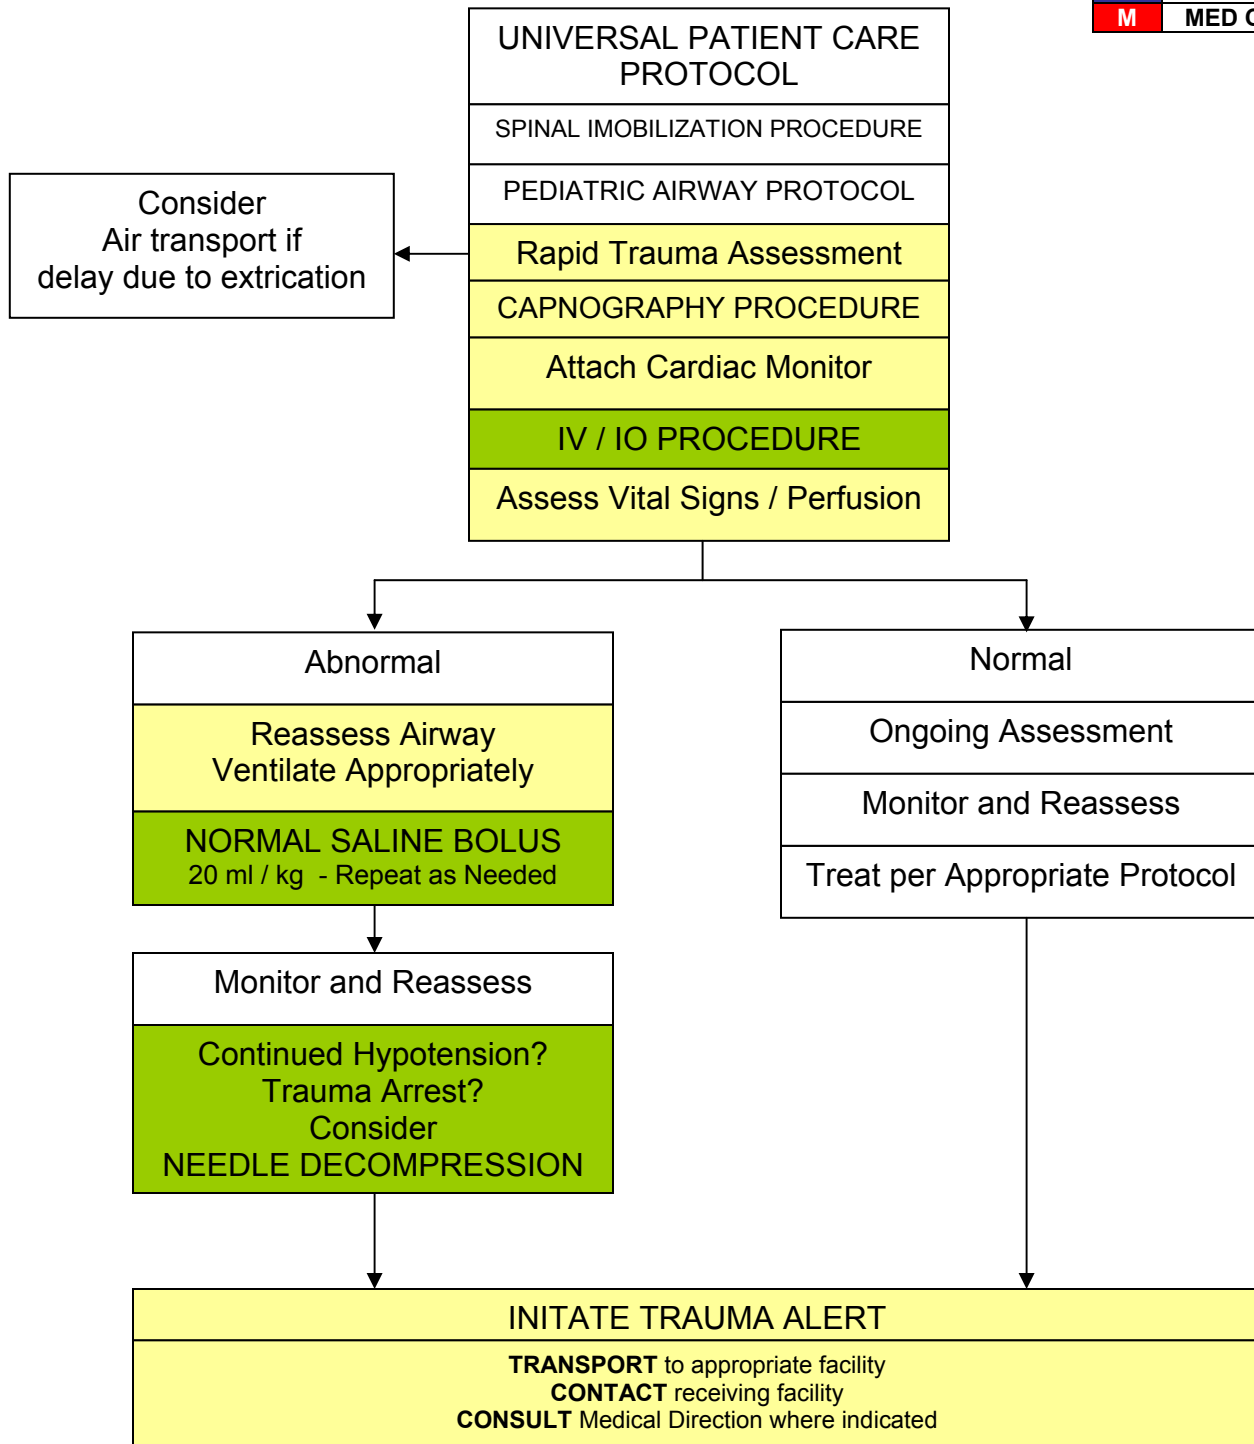 M MED
UNIVERSAL PATIENT CARE
PROTOCOL
SPINAL IMOBILIZATION PROCEDURE
PEDIATRIC AIRWAY PROTOCOL
Rapid Trauma Assessment
CAPNOGRAPHY PROCEDURE
Attach Cardiac Monitor
IV / IO PROCEDURE
Assess Vital Signs / Perfusion
Consider
Air transport if
delay due to extrication
Abnormal
Reassess Airway
Ventilate Appropriately
NORMAL SALINE BOLUS
20 ml / kg - Repeat as Needed
Monitor and Reassess
Continued Hypotension?
Trauma Arrest?
Consider
NEEDLE DECOMPRESSION
Normal
Ongoing Assessment
Monitor and Reassess
Treat per Appropriate Protocol
INITATE TRAUMA ALERT
TRANSPORT to appropriate facility
CONTACT receiving facility
CONSULT Medical Direction where indicated